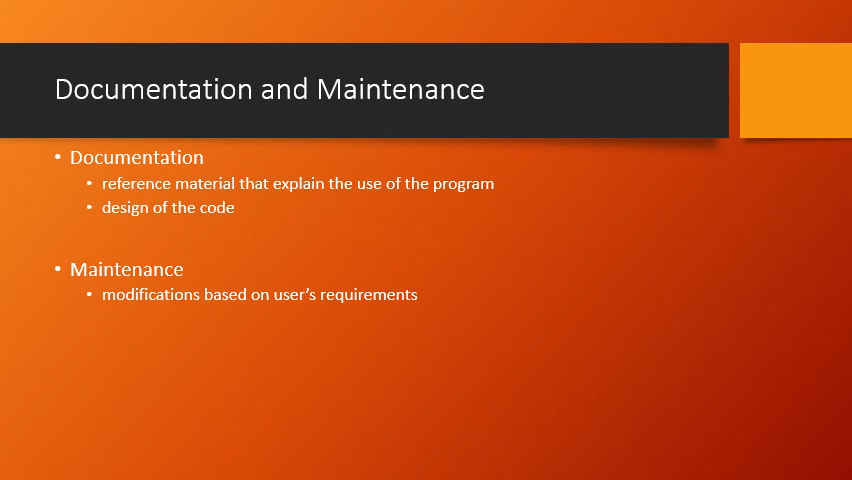 Documentation and Maintenance
• Documentation
• reference material that explain the use of the program
• design of the code
• Maintenance
• modifications based on user’s requirements